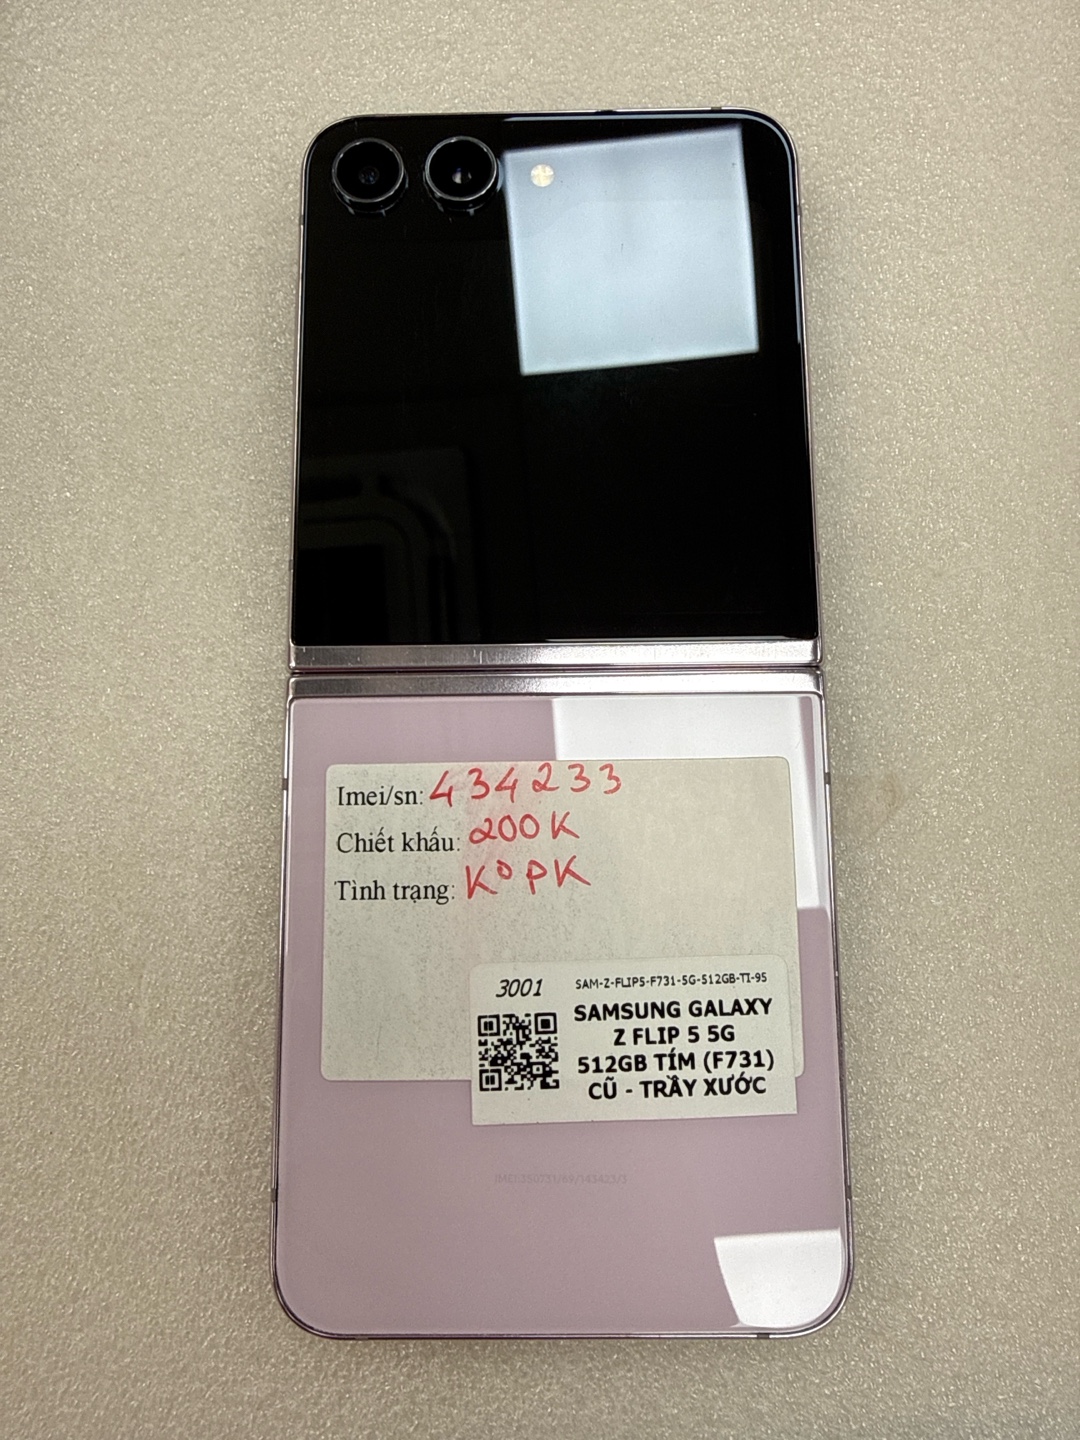 Imei/sn: 434233
Chiết khấu: 200K
Tình trạng: K⁰ PK
3001
SAM-Z-FLIP5-F731-5G-512GB-TI-95
SAMSUNG GALAXY
Z FLIP 5 5G
512GB TÍM (F731)
CŨ - TRẦY XƯỚC